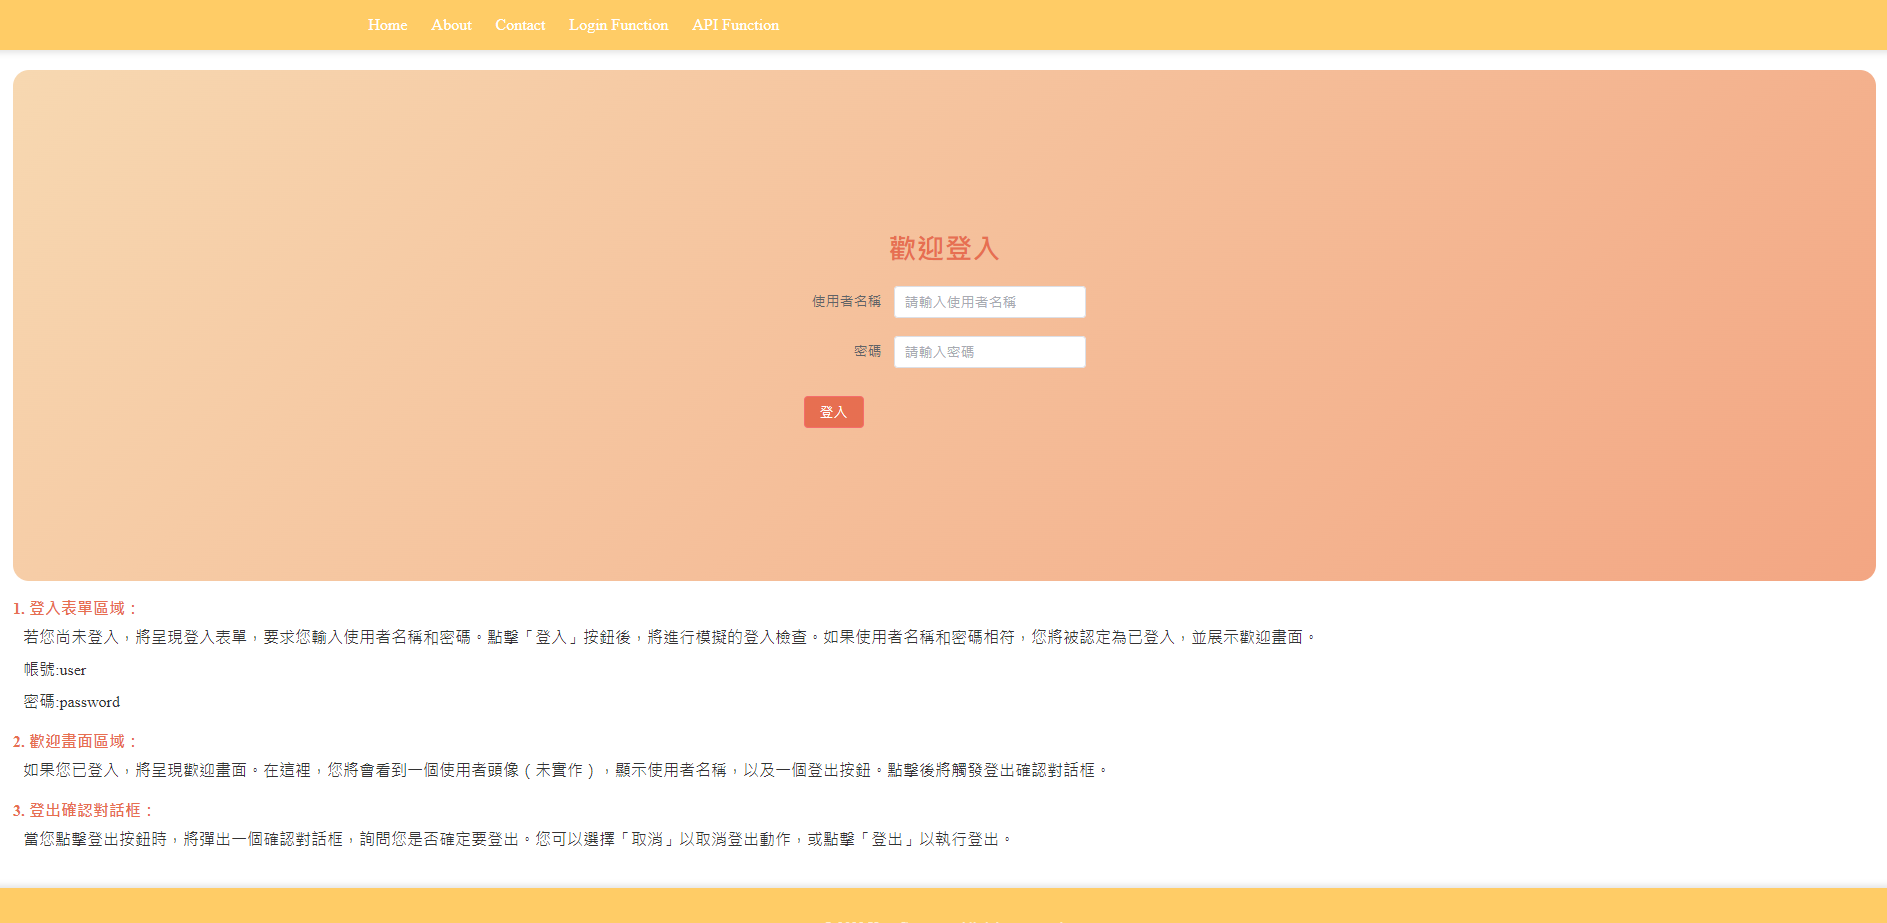 Home About Contact Login Function API Function
歡迎登入
使用者名稱 請輸入使用者名稱
密碼 請輸入密碼
登入
1. 登入表單區域：
若您尚未登入，將呈現登入表單，要求您輸入使用者名稱和密碼。點擊「登入」按鈕後，將進行模擬的登入檢查。如果使用者名稱和密碼相符，您將被認定為已登入，並展示歡迎畫面。
帳號:user
密碼:password
2. 歡迎畫面區域：
如果您已登入，將呈現歡迎畫面。在這裡，您將會看到一個使用者頭像（未實作），顯示使用者名稱，以及一個登出按鈕。點擊後將觸發登出確認對話框。
3. 登出確認對話框：
當您點擊登出按鈕時，將彈出一個確認對話框，詢問您是否確定要登出。您可以選擇「取消」以取消登出動作，或點擊「登出」以執行登出。